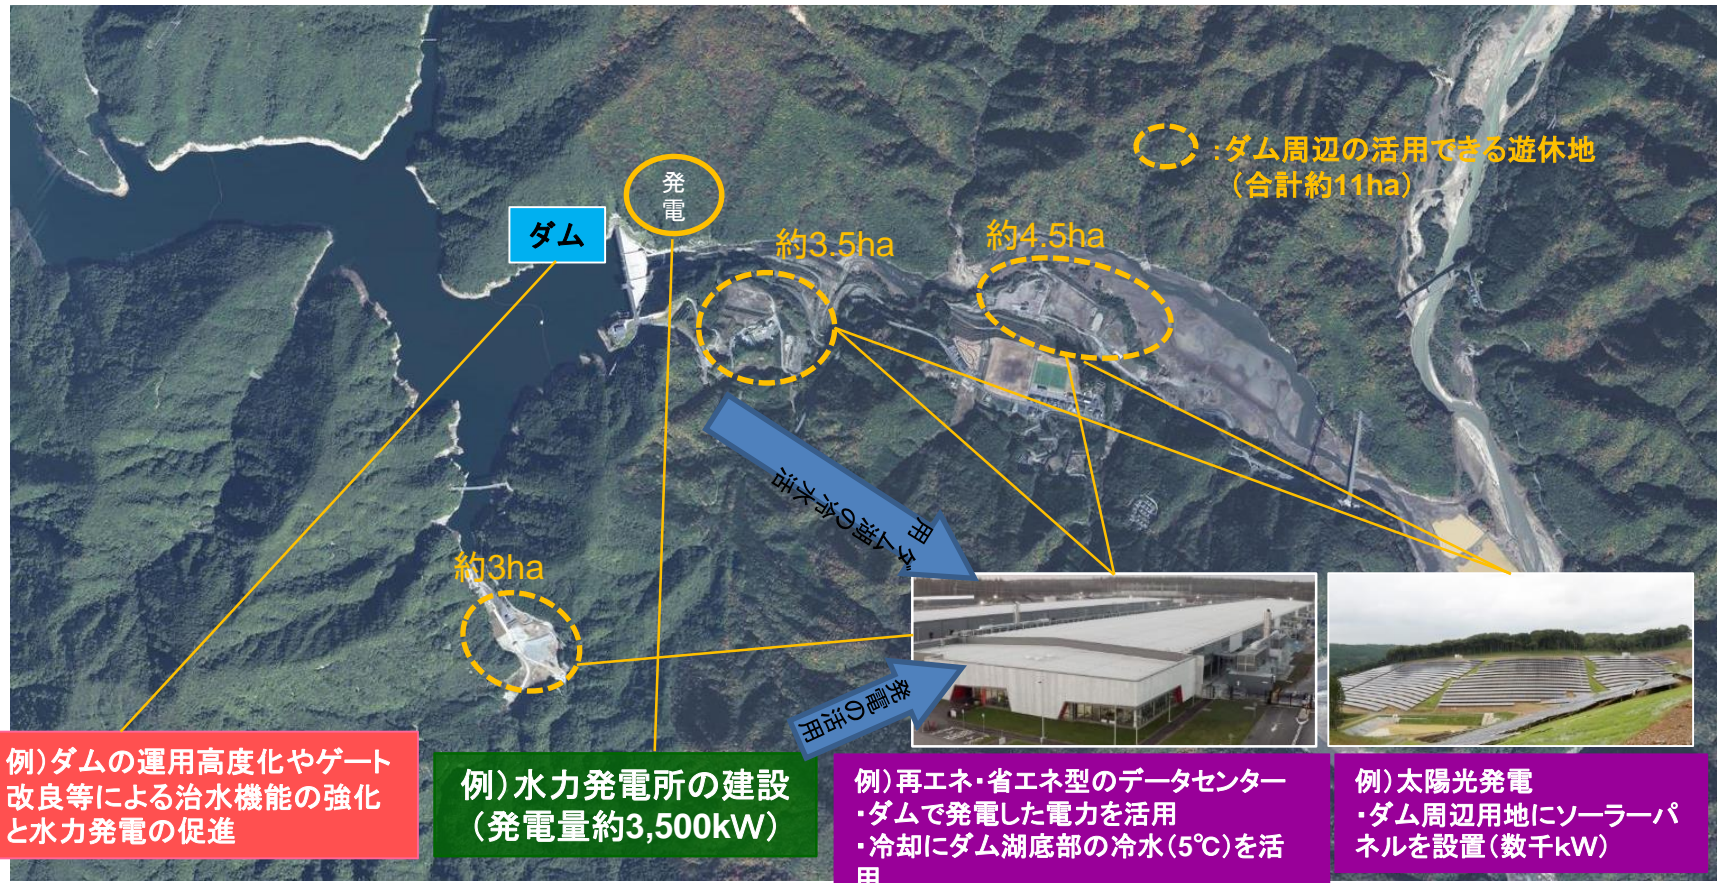 :ダム周辺の活用できる遊休地
(合計約11ha)
発
電
ダム
約3.5ha
約4.5ha
約3ha
ダム湖の冷水活
用
発電の活
用
例)ダムの運用高度化やゲート
改良等による治水機能の強化
と水力発電の促進
例)水力発電所の建設
(発電量約3,500kW)
例)再エネ・省エネ型のデータセンター
・ダムで発電した電力を活用
・冷却にダム湖底部の冷水(5℃)を活
用
例)太陽光発電
・ダム周辺用地にソーラーパ
ネルを設置(数千kW)